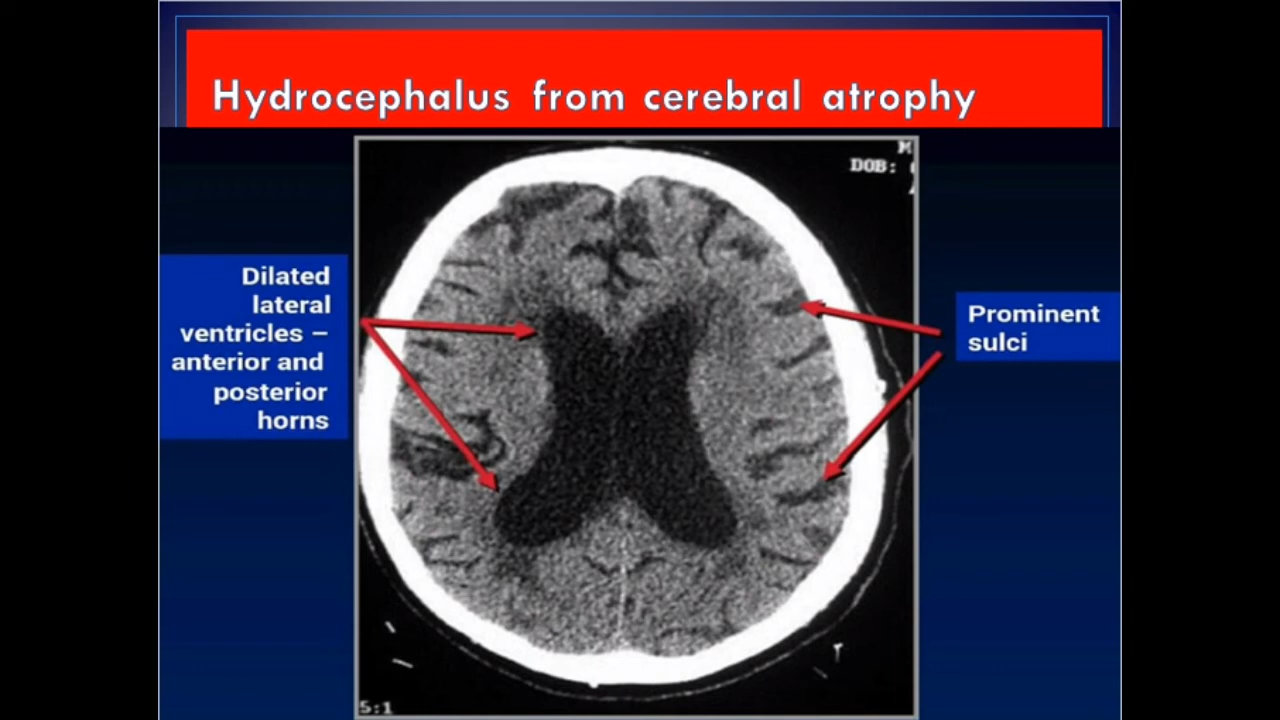 Hydrocephalus from cerebral atrophy
M
DOB:
Dilated
lateral
ventricles –
anterior and
posterior
horns
Prominent
sulci
5:1